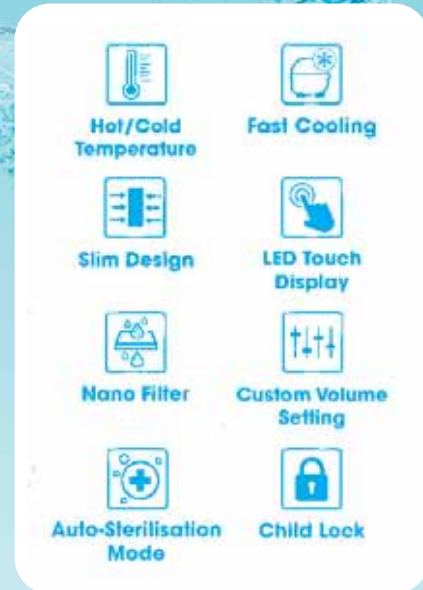 Hot/Cold
Temperature
Fast Cooling
Slim Design
LED Touch
Display
Nano Filter
Custom Volume
Setting
Auto-Sterilisation
Mode
Child Lock